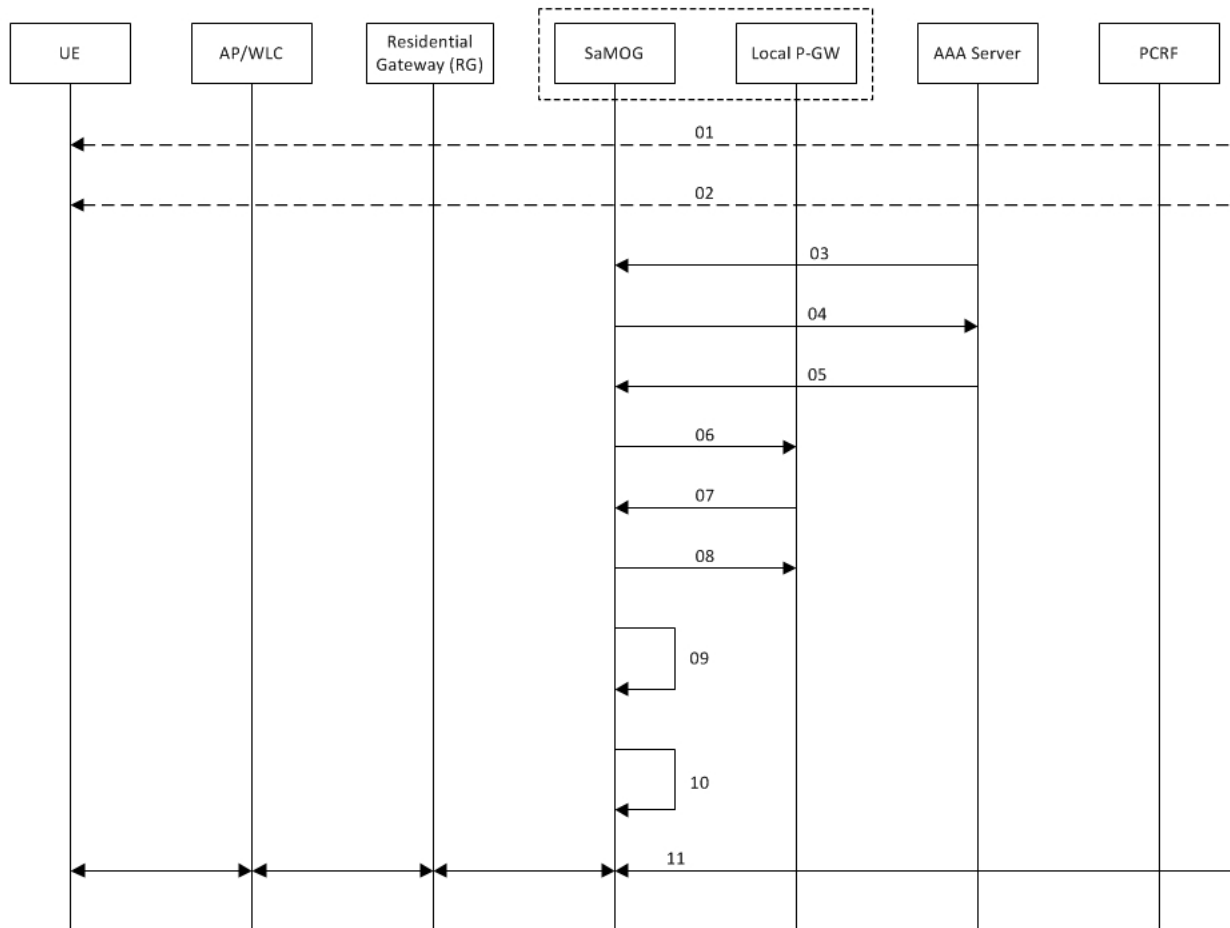 UE
AP/WLC
Residential
Gateway (RG)
SaMOG
Local P-GW
AAA Server
PCRF
01
02
03
04
05
06
07
08
09
10
11